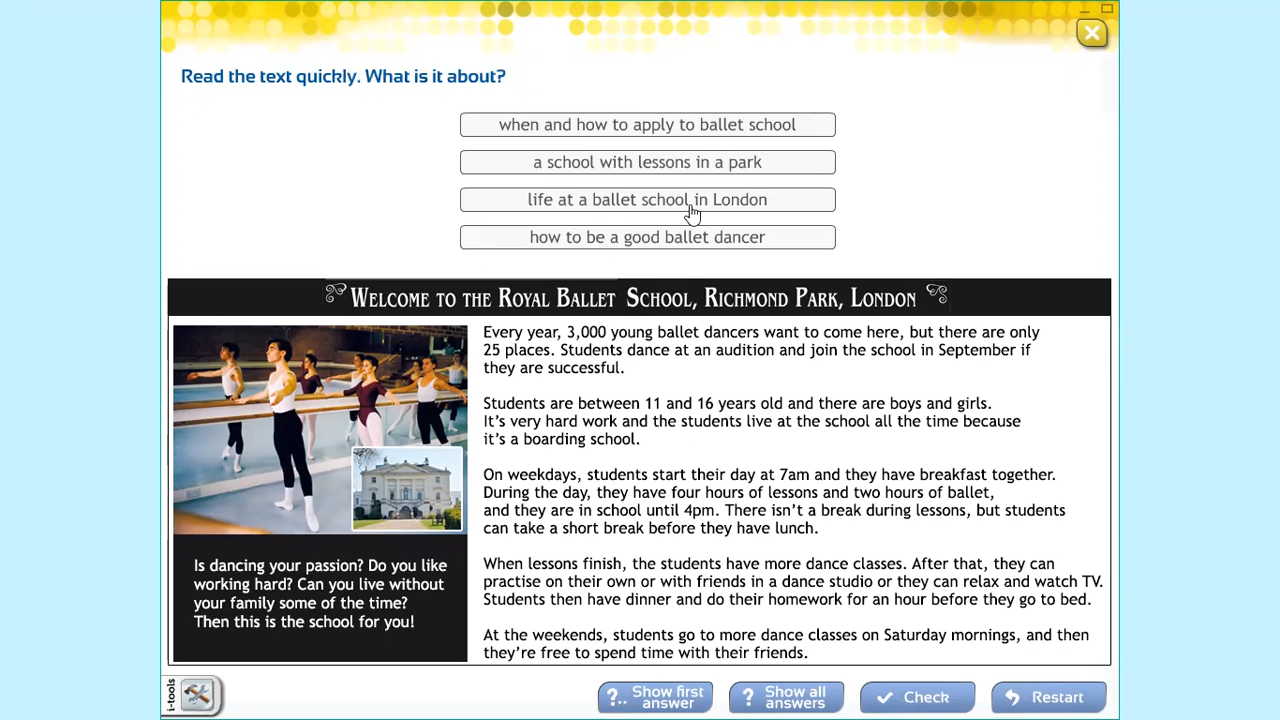 Read the text quickly. What is it about?
when and how to apply to ballet school
a school with lessons in a park
life at a ballet school in London
how to be a good ballet dancer
WELCOME TO THE ROYAL BALLET SCHOOL, RICHMOND PARK, LONDON
Every year, 3,000 young ballet dancers want to come here, but there are only
25 places. Students dance at an audition and join the school in September if
they are successful.
Students are between 11 and 16 years old and there are boys and girls.
It's very hard work and the students live at the school all the time because
it's a boarding school.
On weekdays, students start their day at 7am and they have breakfast together.
During the day, they have four hours of lessons and two hours of ballet,
and they are in school until 4pm. There isn't a break during lessons, but students
can take a short break before they have lunch.
When lessons finish, the students have more dance classes. After that, they can
practise on their own or with friends in a dance studio or they can relax and watch TV.
Students then have dinner and do their homework for an hour before they go to bed.
At the weekends, students go to more dance classes on Saturday mornings, and then
they're free to spend time with their friends.
Is dancing your passion? Do you like
working hard? Can you live without
your family some of the time?
Then this is the school for you!
i-tools
?.. Show first
answer
? Show all
answers
Check
Restart